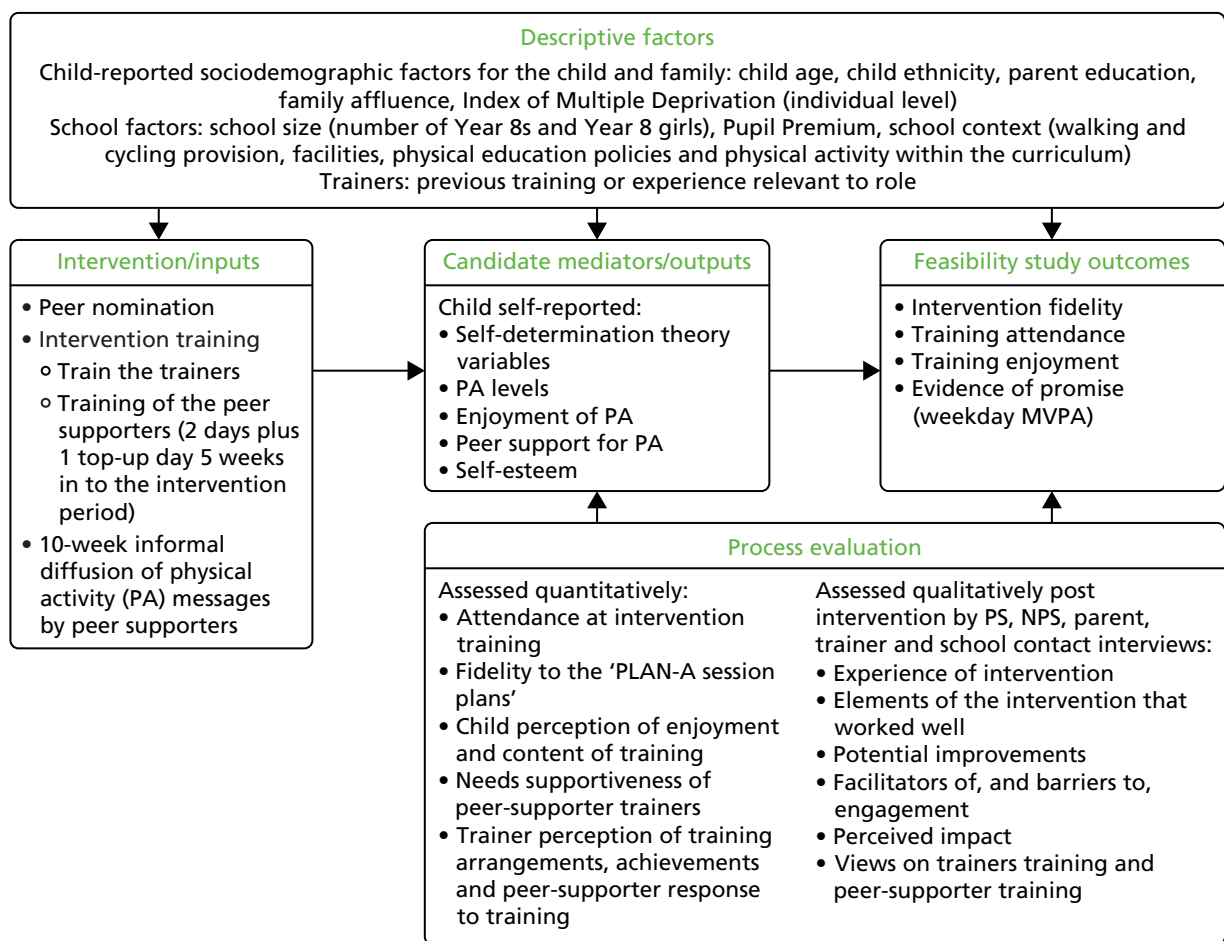 Descriptive factors
Child-reported sociodemographic factors for the child and family: child age, child ethnicity, parent education,
family affluence, Index of Multiple Deprivation (individual level)
School factors: school size (number of Year 8s and Year 8 girls), Pupil Premium, school context (walking and
cycling provision, facilities, physical education policies and physical activity within the curriculum)
Trainers: previous training or experience relevant to role
Intervention/inputs
• Peer nomination
• Intervention training
○ Train the trainers
○ Training of the peer
supporters (2 days plus
1 top-up day 5 weeks
in to the intervention
period)
• 10-week informal
diffusion of physical
activity (PA) messages
by peer supporters
Candidate mediators/outputs
Child self-reported:
• Self-determination theory
variables
• PA levels
• Enjoyment of PA
• Peer support for PA
• Self-esteem
Feasibility study outcomes
• Intervention fidelity
• Training attendance
• Training enjoyment
• Evidence of promise
(weekday MVPA)
Process evaluation
Assessed quantitatively:
• Attendance at intervention
training
• Fidelity to the ‘PLAN-A session
plans’
• Child perception of enjoyment
and content of training
• Needs supportiveness of
peer-supporter trainers
• Trainer perception of training
arrangements, achievements
and peer-supporter response
to training
Assessed qualitatively post
intervention by PS, NPS, parent,
trainer and school contact interviews:
• Experience of intervention
• Elements of the intervention that
worked well
• Potential improvements
• Facilitators of, and barriers to,
engagement
• Perceived impact
• Views on trainers training and
peer-supporter training